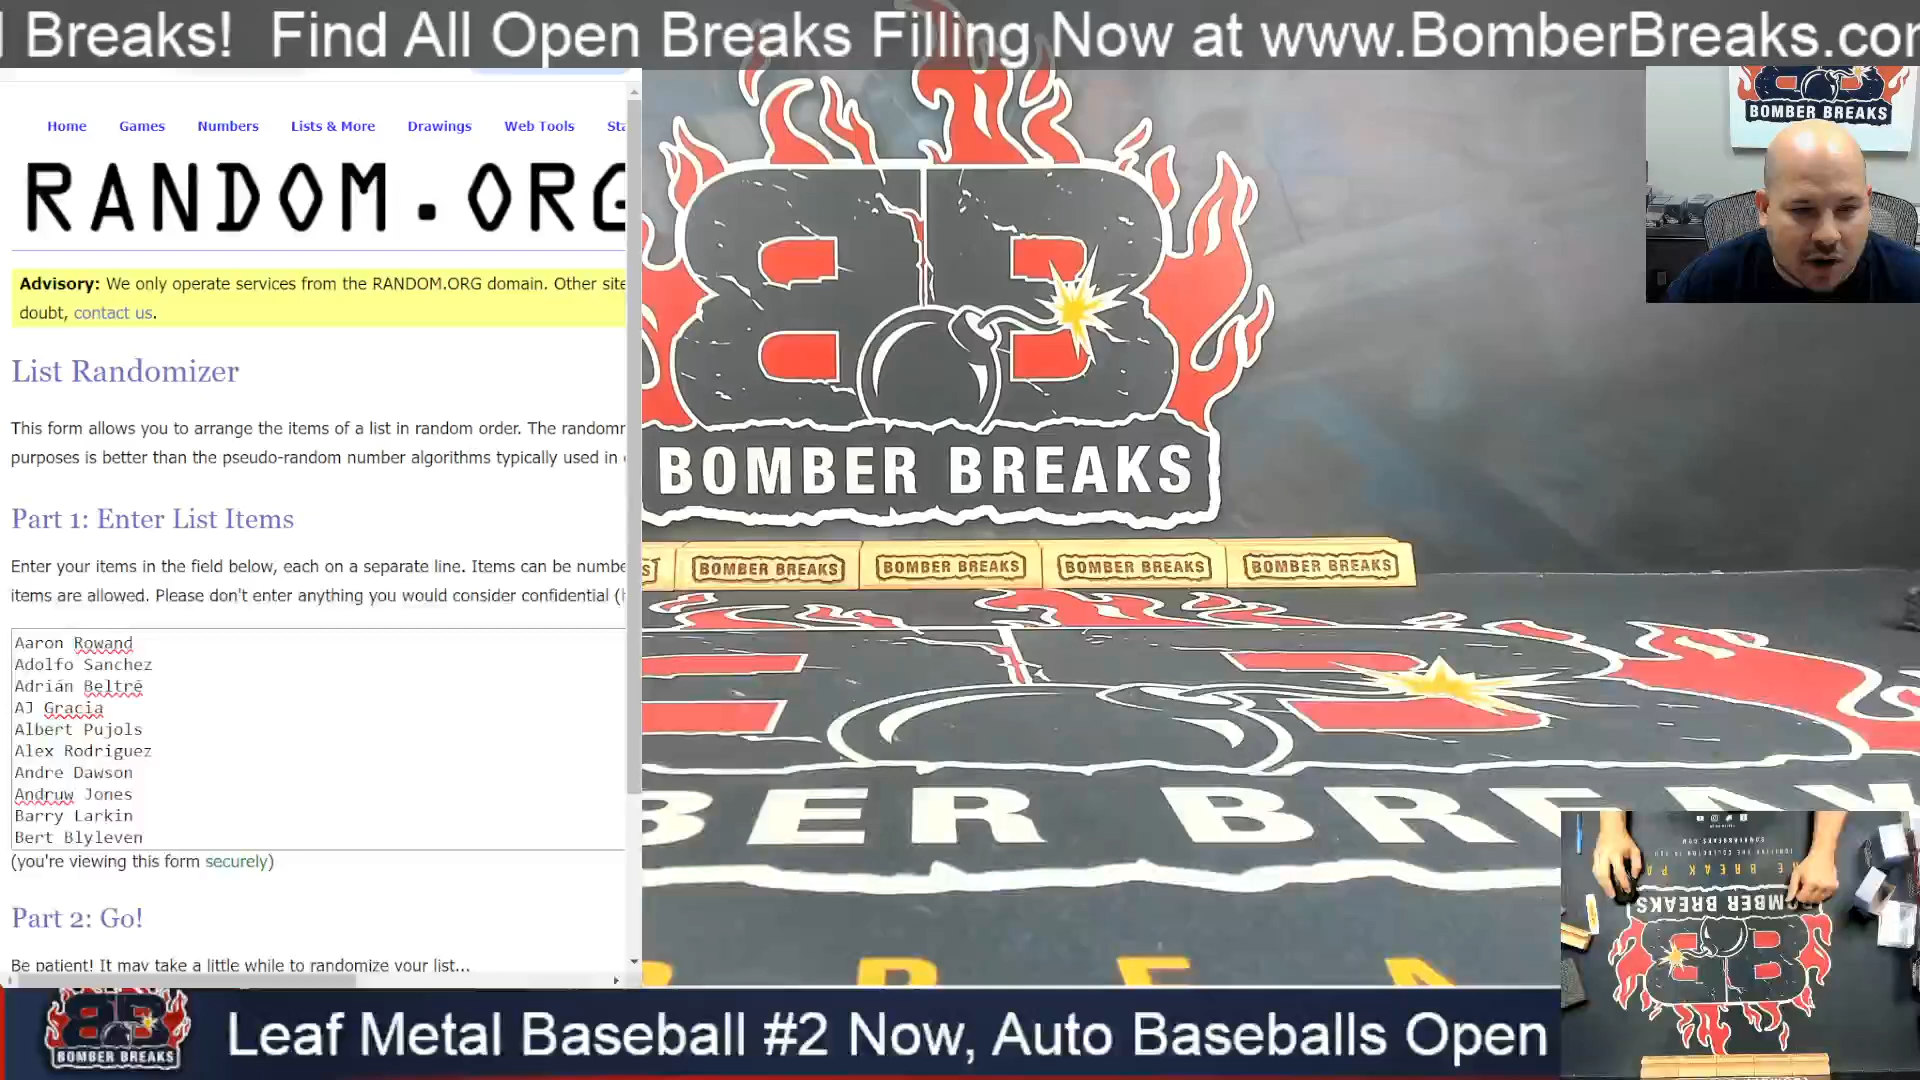 Breaks!  Find All Open Breaks Filling Now at www.BomberBreaks.co
BOMBER BREAKS
Home Games Numbers Lists & More Drawings Web Tools
RANDOM.ORG
Advisory: We only operate services from the RANDOM.ORG domain. Other site
doubt, contact us.
List Randomizer
This form allows you to arrange the items of a list in random order. The random
purposes is better than the pseudo-random number algorithms typically used in
Part 1: Enter List Items
Enter your items in the field below, each on a separate line. Items can be numbe
items are allowed. Please don't enter anything you would consider confidential
Aaron Rowand
Adolfo Sanchez
Adrián Beltré
AJ Gracia
Albert Pujols
Alex Rodriguez
Andre Dawson
Andruw Jones
Barry Larkin
Bert Blyleven
(you're viewing this form securely)
Part 2: Go!
Be patient! It may take a little while to randomize your list...
BOMBER BREAKS
BOMBER BREAKS BOMBER BREAKS BOMBER BREAKS BOMBER BREAKS
BER BREAK
BOMBER BREAKS
BOMBER BREAKS
Leaf Metal Baseball #2 Now, Auto Baseballs Open